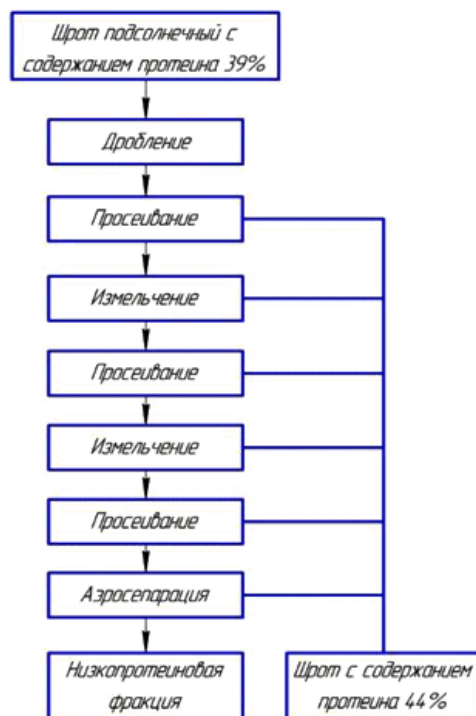 Шрот подсолнечный с
содержанием протеина 39%
Дробление
Просеивание
Измельчение
Просеивание
Измельчение
Просеивание
Аэросепарация
Низкопротеиновая
фракция
Шрот с содержанием
протеина 44%